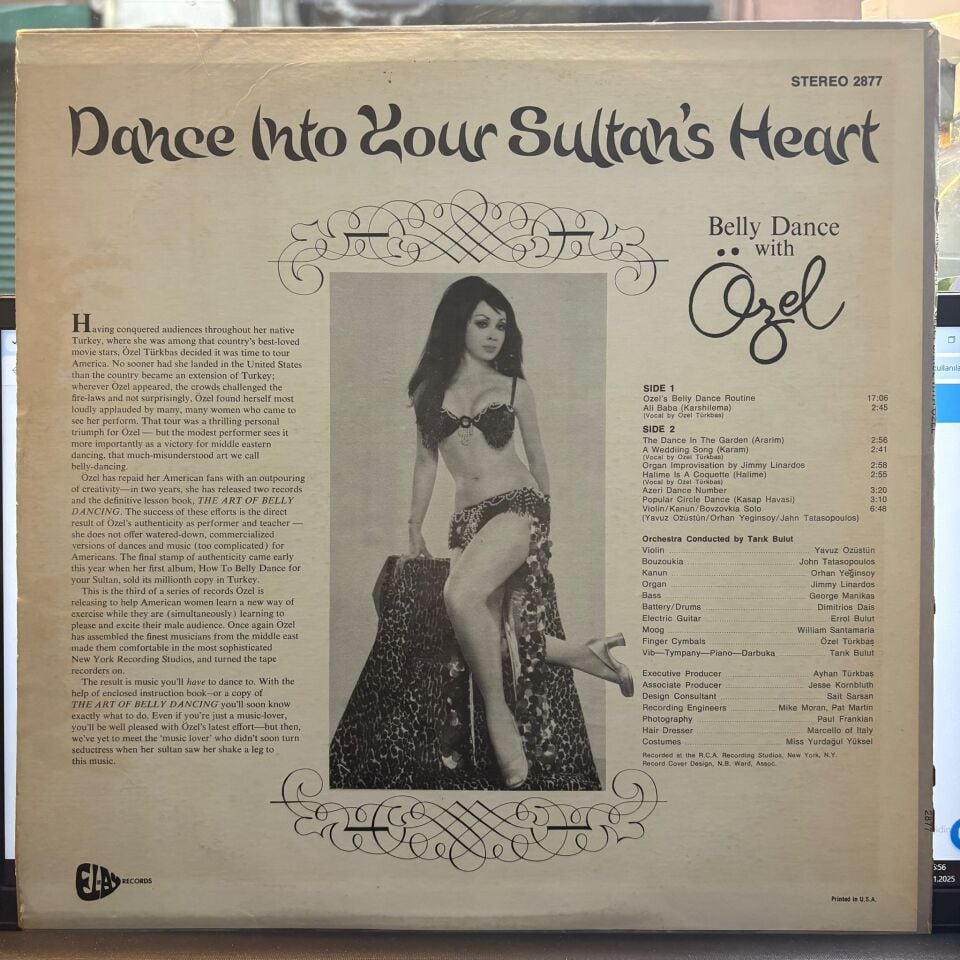 STEREO 2877
Dance Into Your Sultan's Heart
Belly Dance
with
Özel
Having conquered audiences throughout her native
Turkey, where she was among that country's best-loved
movie stars, Özel Türkbas decided it was time to tour
America. No sooner had she landed in the United States
than the country became an extension of Turkey;
wherever Özel appeared, the crowds challenged the
fire-laws and not surprisingly, Özel found herself most
loudly applauded by many, many women who came to
see her perform. That tour was a thrilling personal
triumph for Özel — but the modest performer sees it
more importantly as a victory for middle eastern
dancing, that much-misunderstood art we call
belly-dancing.
Özel has repaid her American fans with an outpouring
of creativity—in two years, she has released two records
and the definitive lesson book, THE ART OF BELLY
DANCING. The success of these efforts is the direct
result of Özel's authenticity as performer and teacher —
she does not offer watered-down, commercialized
versions of dances and music (too complicated) for
Americans. The final stamp of authenticity came early
this year when her first album, How To Belly Dance for
your Sultan, sold its millionth copy in Turkey.
This is the third of a series of records Özel is
releasing to help American women learn a new way of
exercise while they are (simultaneously) learning to
please and excite their male audience. Once again Özel
has assembled the finest musicians from the middle east
made them comfortable in the most sophisticated
New York Recording Studios, and turned the tape
recorders on.
The result is music you'll have to dance to. With the
help of enclosed instruction book—or a copy of
THE ART OF BELLY DANCING you'll soon know
exactly what to do. Even if you're just a music-lover,
you'll be well pleased with Özel's latest effort—but then,
we've yet to meet the 'music lover' who didn't soon turn
seductress when her sultan saw her shake a leg to
this music.
SIDE 1
Ozel's Belly Dance Routine 17:06
Ali Baba (Karshilema) 2:45
(Vocal by Özel Türkbas)
SIDE 2
The Dance In The Garden (Ararim) 2:56
A Weddiing Song (Karam) 2:41
(Vocal by Özel Türkbas)
Organ Improvisation by Jimmy Linardos 2:58
Halime Is A Coquette (Halime) 2:55
(Vocal by Özel Türkbas)
Azeri Dance Number 3:20
Popular Circle Dance (Kasap Havasi) 3:10
Violin/Kanun/Bovzovkia Solo 6:48
(Yavuz Özüstün/Orhan Yeginsoy/Jahn Tatasopoulos)
Orchestra Conducted by Tarık Bulut
Violin Yavuz Özüstün
Bouzoukia John Tatasopoulos
Kanun Orhan Yeğinsoy
Organ Jimmy Linardos
Bass George Manikas
Battery/Drums Dimitrios Dais
Electric Guitar Errol Bulut
Moog William Santamaria
Finger Cymbals Özel Türkbaş
Vib—Tympany—Piano—Darbuka Tarık Bulut
Executive Producer Ayhan Türkbas
Associate Producer Jesse Kornbluth
Design Consultant Sait Sarsan
Recording Engineers Mike Moran, Pat Martin
Photography Paul Frankian
Hair Dresser Marcello of Italy
Costumes Miss Yurdagul Yüksel
Recorded at the R.C.A. Recording Studios, New York, N.Y.
Record Cover Design, N.B. Ward, Assoc.
2877
ELAY RECORDS
Printed in U.S.A.